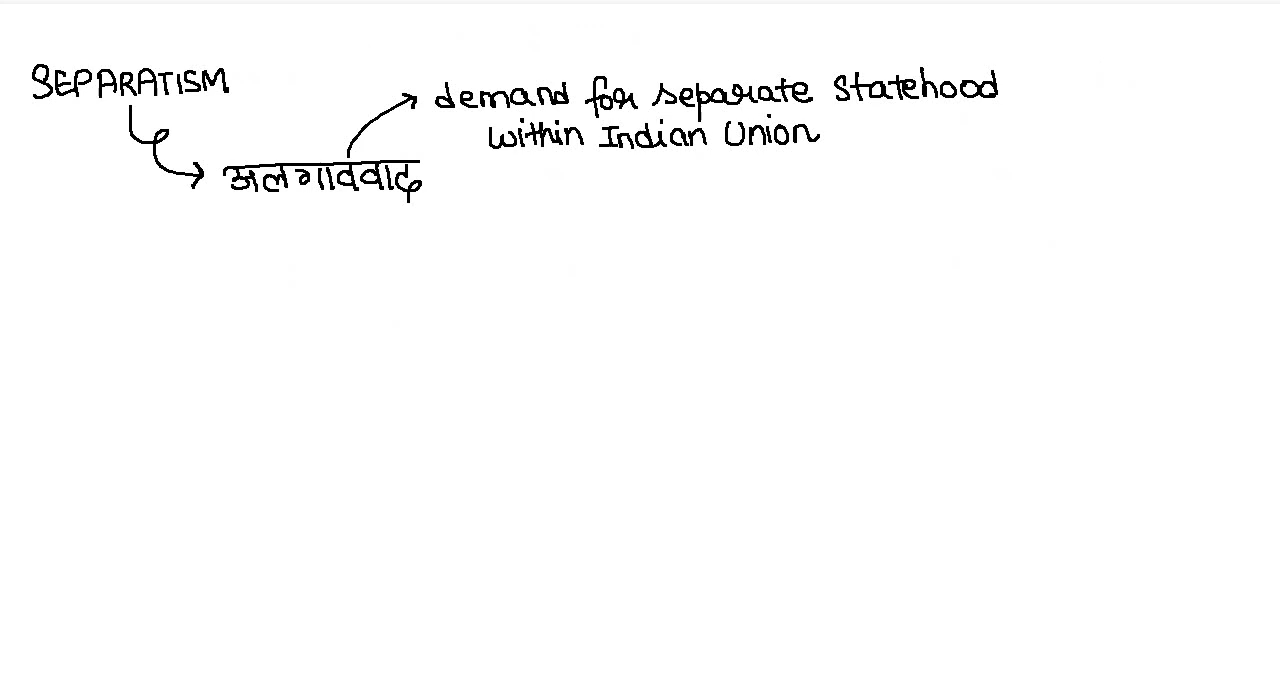 SEPARATISM
demand for separate Statehood
within Indian Union
अलगाववाद